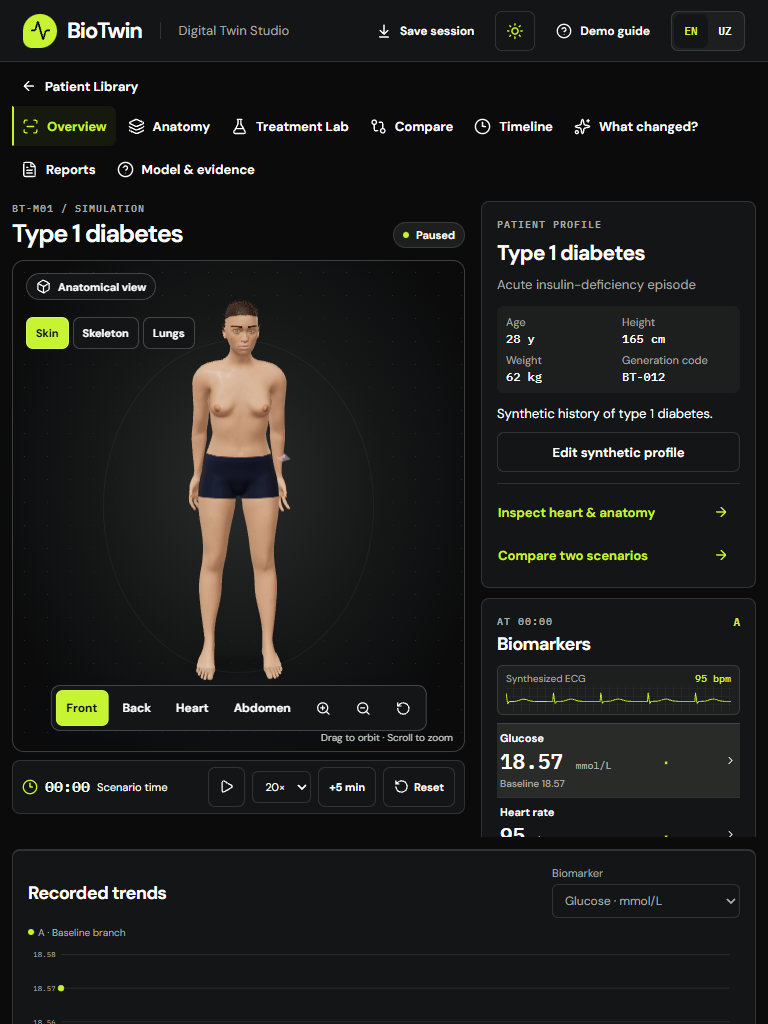 BioTwin
Digital Twin Studio
Save session
Demo guide
EN
UZ
Patient Library
Overview
Anatomy
Treatment Lab
Compare
Timeline
What changed?
Reports
Model & evidence
BT-M01 / SIMULATION
Type 1 diabetes
Paused
Anatomical view
Skin
Skeleton
Lungs
Front
Back
Heart
Abdomen
Drag to orbit · Scroll to zoom
00:00 Scenario time
20×
+5 min
Reset
PATIENT PROFILE
Type 1 diabetes
Acute insulin-deficiency episode
Age
28 y
Height
165 cm
Weight
62 kg
Generation code
BT-012
Synthetic history of type 1 diabetes.
Edit synthetic profile
Inspect heart & anatomy
Compare two scenarios
AT 00:00
A
Biomarkers
Synthesized ECG
95 bpm
Glucose
18.57 mmol/L
Baseline 18.57
Heart rate
95
Recorded trends
Biomarker
Glucose · mmol/L
A · Baseline branch
18.58
18.57
18.56